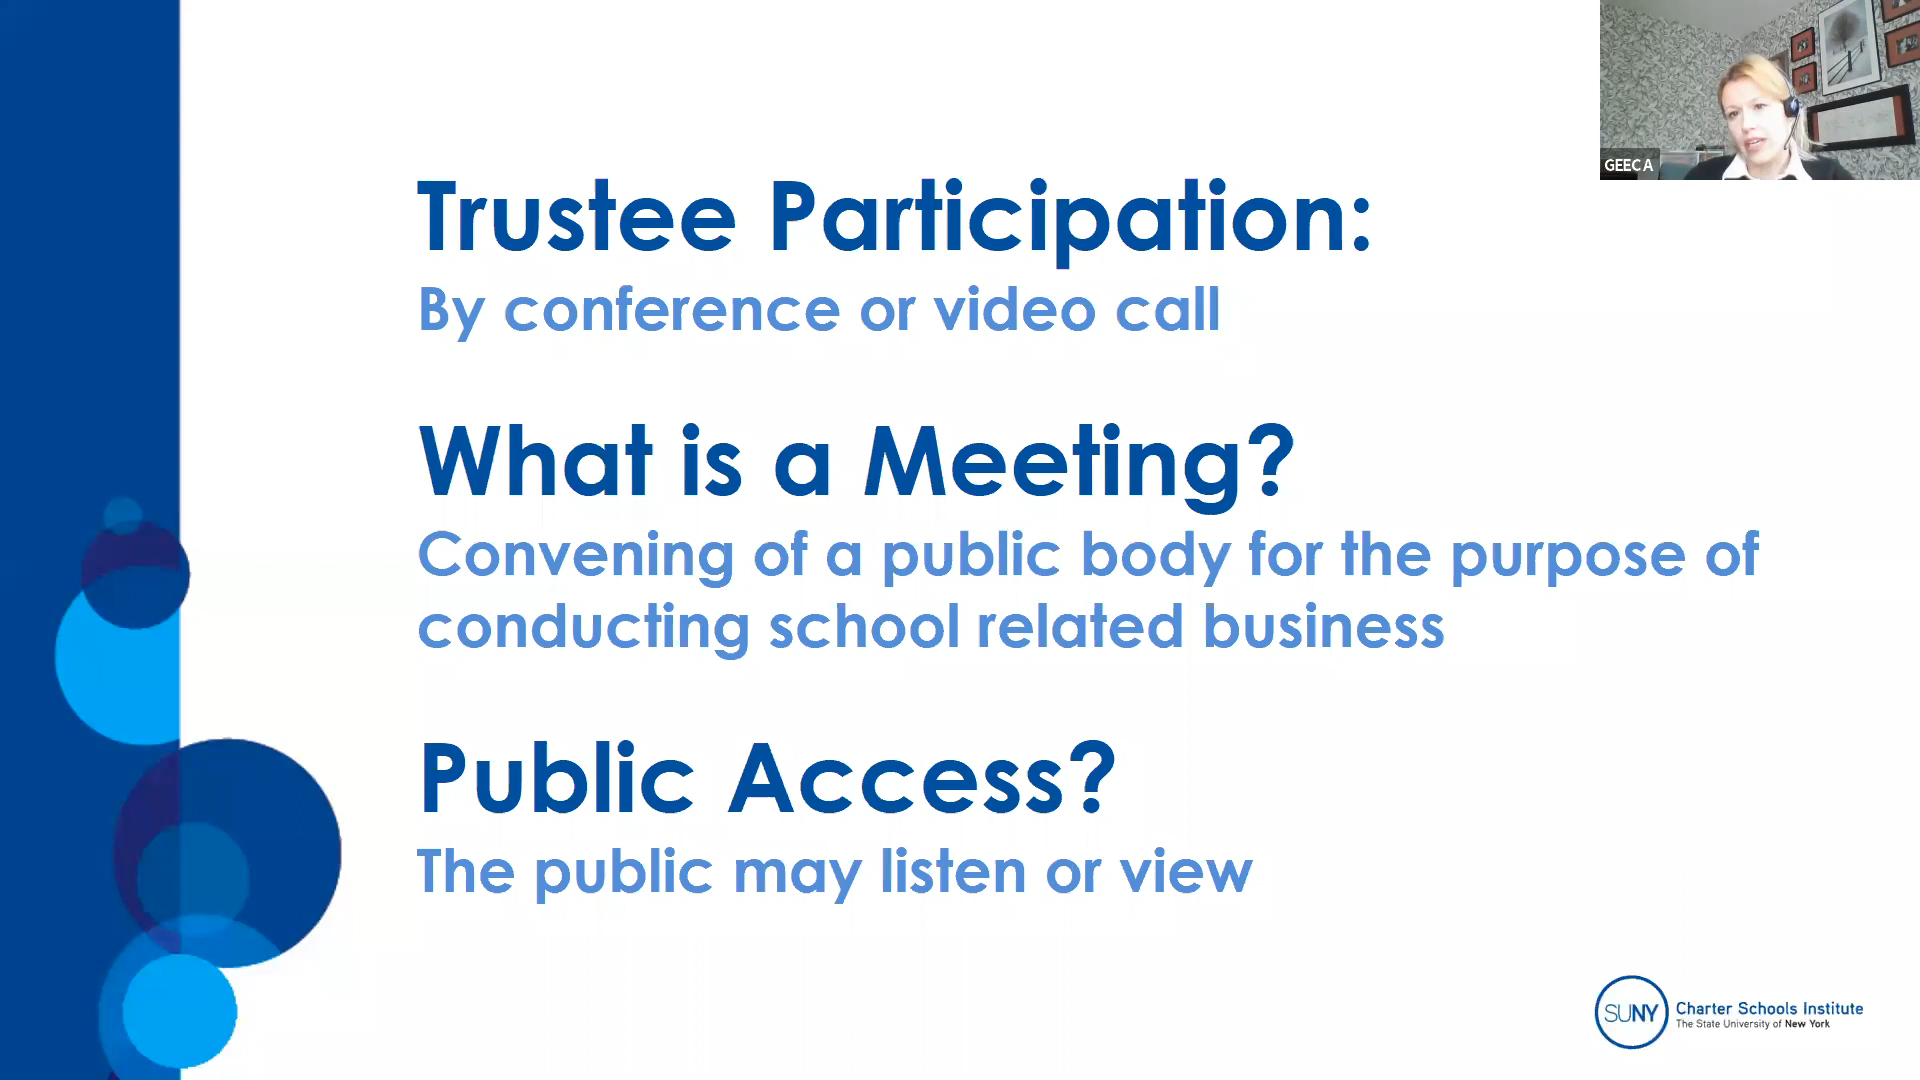 GEECA
Trustee Participation:
By conference or video call
What is a Meeting?
Convening of a public body for the purpose of
conducting school related business
Public Access?
The public may listen or view
SUNY
Charter Schools Institute
The State University of New York